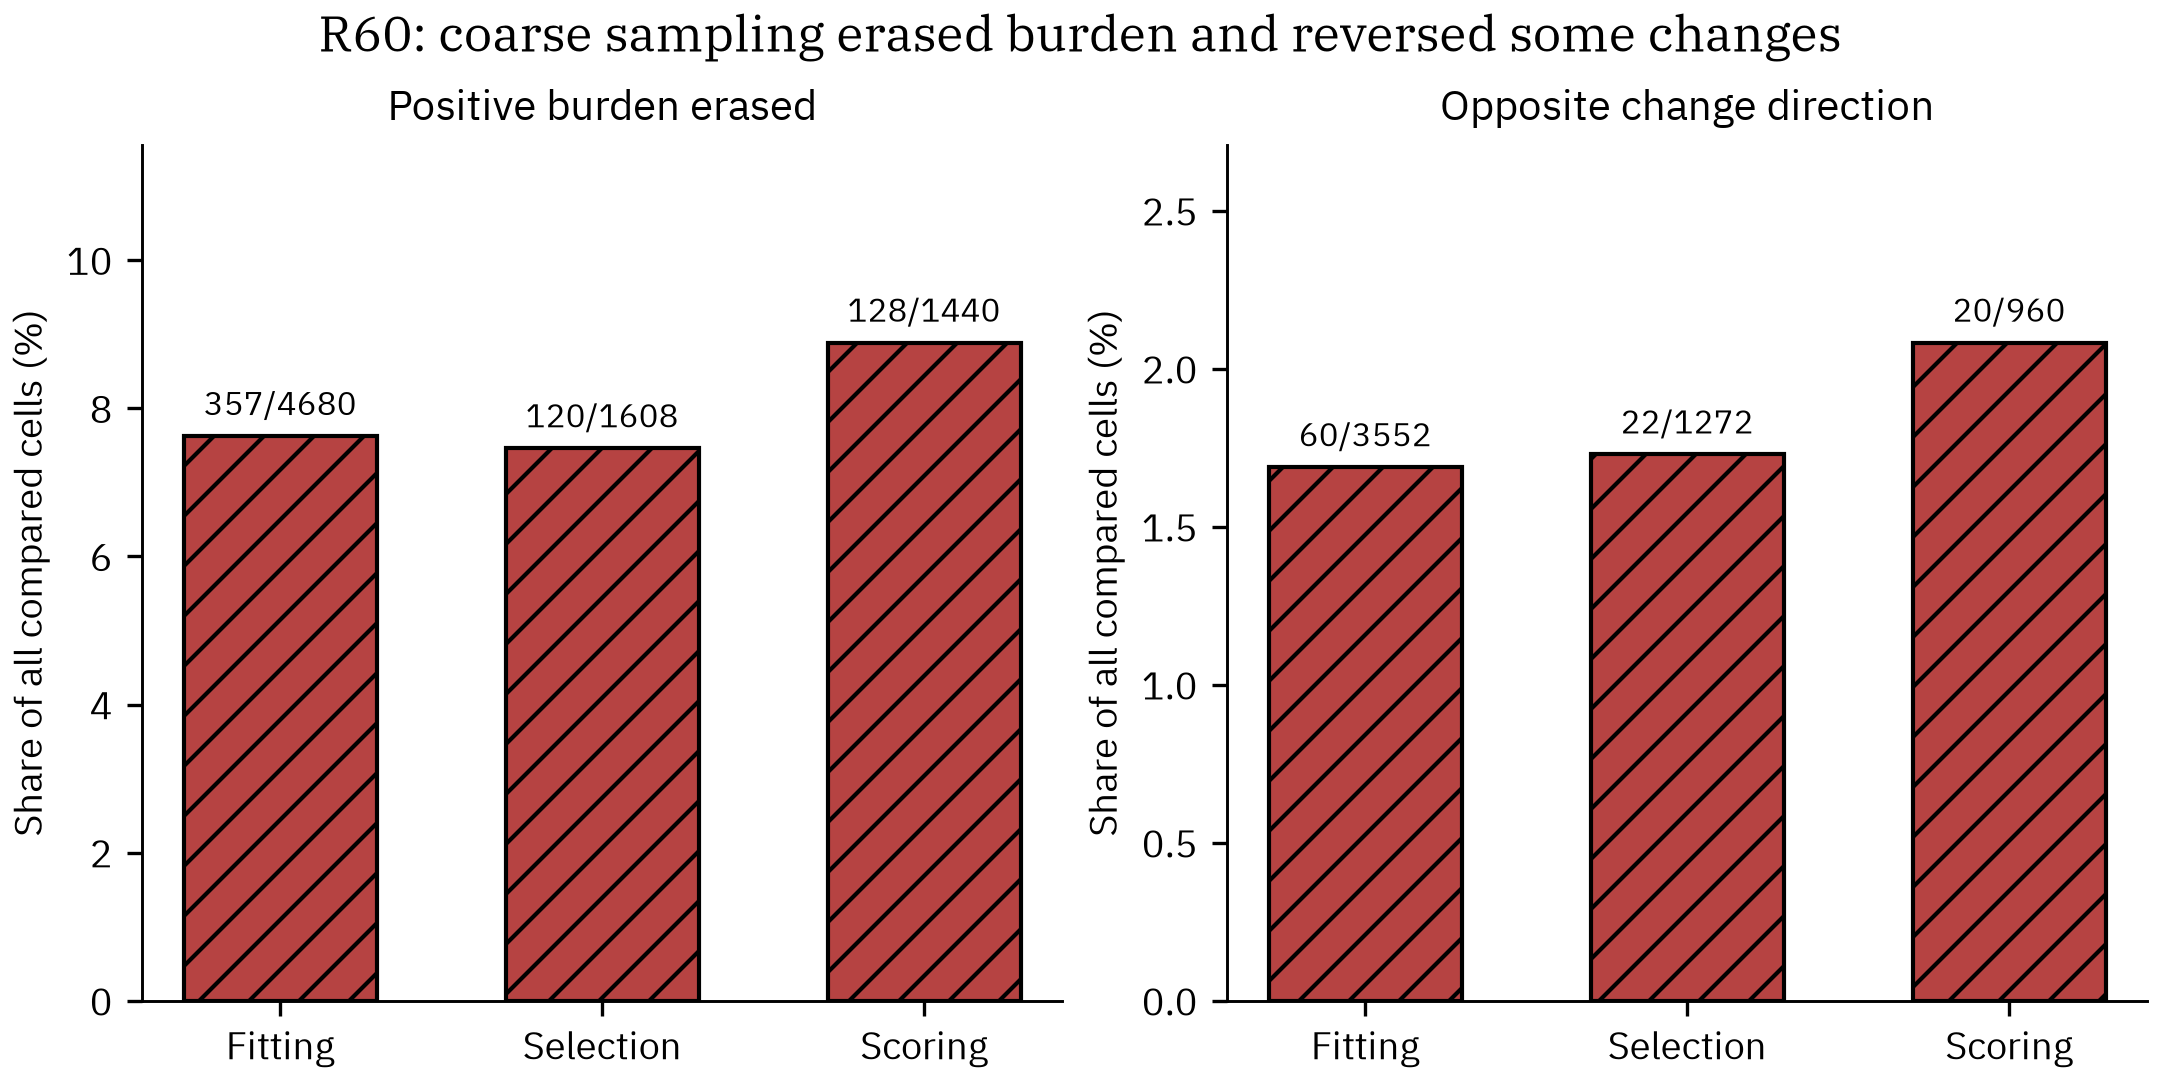 R60: coarse sampling erased burden and reversed some changes
Positive burden erased
Share of all compared cells (%)
10
8
6
4
2
0
357/4680
120/1608
128/1440
Fitting
Selection
Scoring
Opposite change direction
Share of all compared cells (%)
2.5
2.0
1.5
1.0
0.5
0.0
60/3552
22/1272
20/960
Fitting
Selection
Scoring